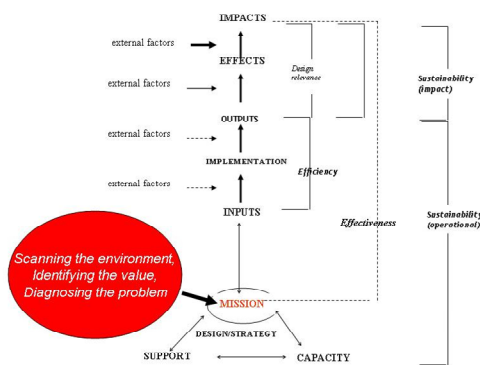 IMPACTS
external factors
EFFECTS
Design
relevance
external factors
Sustainability
(impact)
OUTPUTS
external factors
IMPLEMENTATION
Efficiency
external factors
INPUTS
Effectiveness
Sustainability
(operational)
Scanning the environment,
Identifying the value,
Diagnosing the problem
MISSION
DESIGN/STRATEGY
SUPPORT
CAPACITY